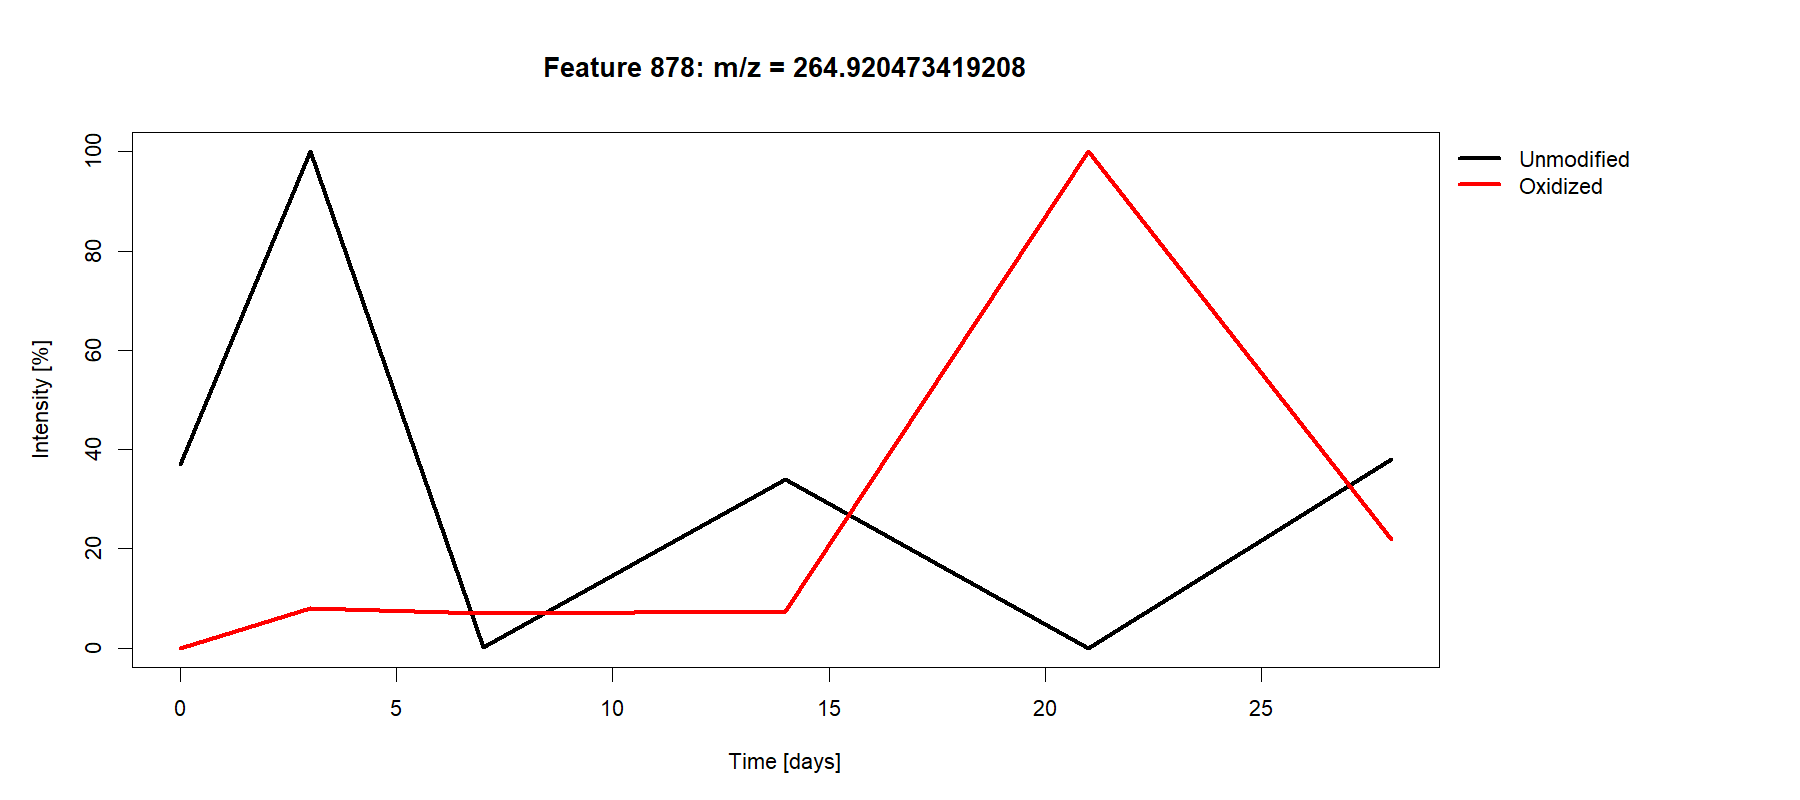 Feature 878: m/z = 264.920473419208
Unmodified
Oxidized
Intensity [%]
100
80
60
40
20
0
0 5 10 15 20 25
Time [days]